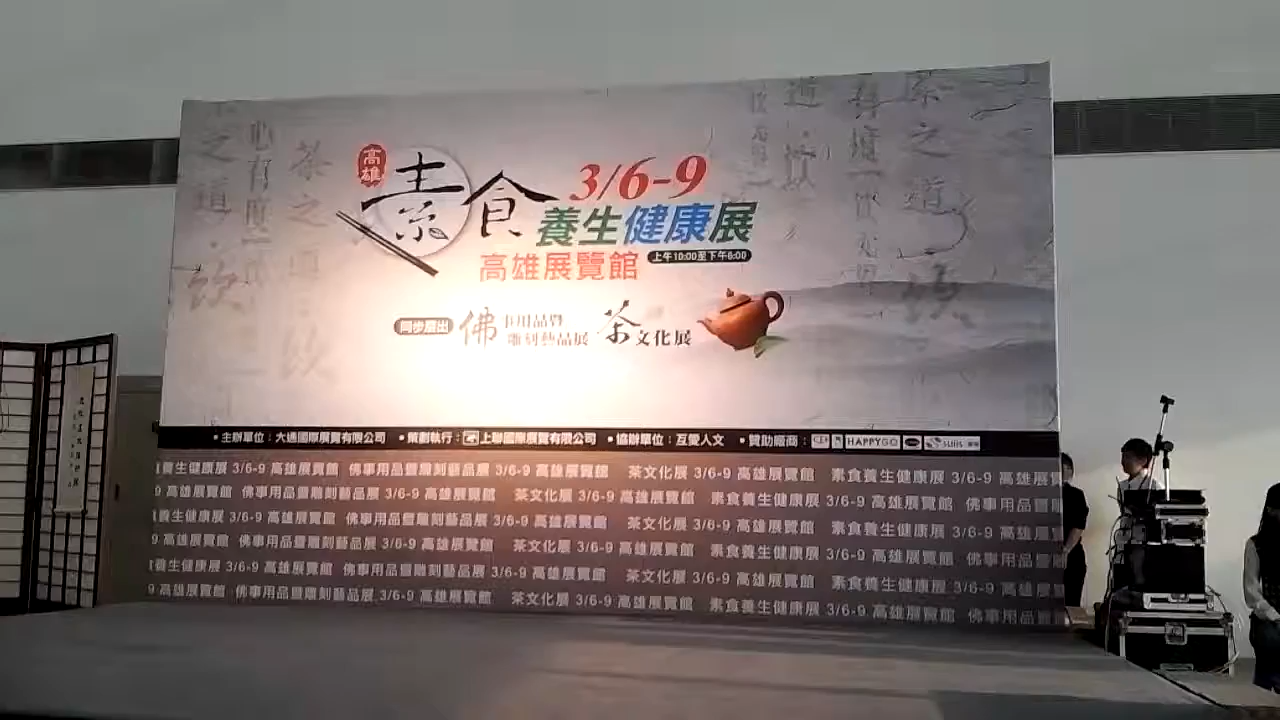 高雄
素食
3/6-9
養生健康展
高雄展覽館
上午10:00至下午6:00
同步展出 佛事用品暨雕刻藝品展 茶文化展
•主辦單位：大通國際展覽有限公司 •策劃執行：上聯國際展覽有限公司 •協辦單位：互愛人文 •贊助廠商： HAPPYGO
養生健康展 3/6-9 高雄展覽館 佛事用品暨雕刻藝品展 3/6-9 高雄展覽館 茶文化展 3/6-9 高雄展覽館 素食養生健康展 3/6-9 高雄展覽
9 高雄展覽館 佛事用品暨雕刻藝品展 3/6-9 高雄展覽館 茶文化展 3/6-9 高雄展覽館 素食養生健康展 3/6-9 高雄展覽館 佛事用品暨
養生健康展 3/6-9 高雄展覽館 佛事用品暨雕刻藝品展 3/6-9 高雄展覽館 茶文化展 3/6-9 高雄展覽館 素食養生健康展 3/6-9 高雄展覽
9 高雄展覽館 佛事用品暨雕刻藝品展 3/6-9 高雄展覽館 茶文化展 3/6-9 高雄展覽館 素食養生健康展 3/6-9 高雄展覽館 佛事用品暨
養生健康展 3/6-9 高雄展覽館 佛事用品暨雕刻藝品展 3/6-9 高雄展覽館 茶文化展 3/6-9 高雄展覽館 素食養生健康展 3/6-9 高雄展覽
9 高雄展覽館 佛事用品暨雕刻藝品展 3/6-9 高雄展覽館 茶文化展 3/6-9 高雄展覽館 素食養生健康展 3/6-9 高雄展覽館 佛事用品暨